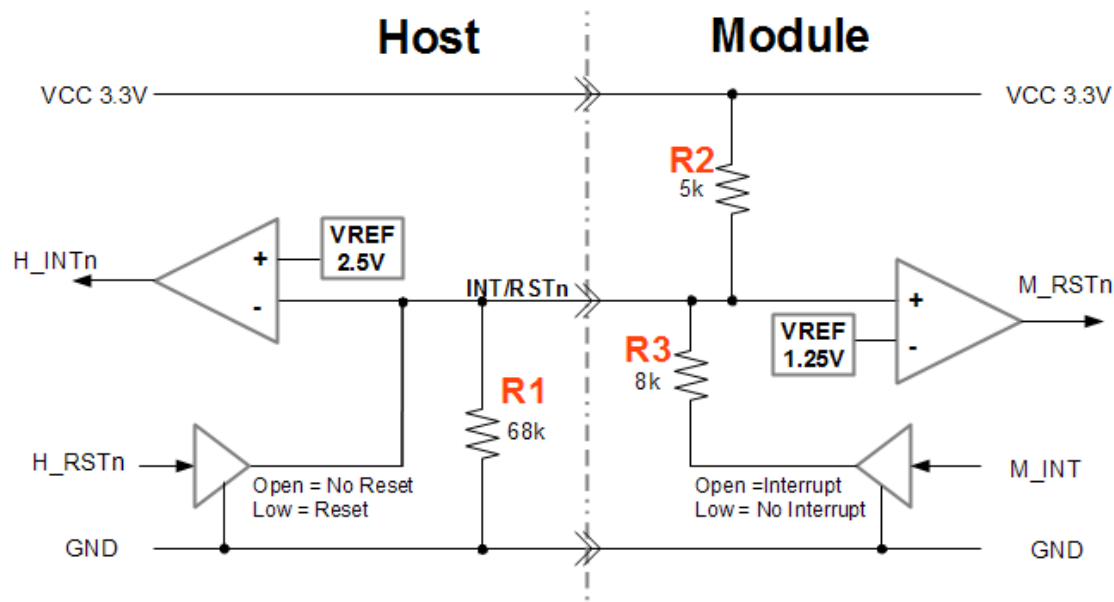 Host
Module
VCC 3.3V
VCC 3.3V
R2
5k
H_INTn
+
-
VREF
2.5V
INT/RSTn
+
-
VREF
1.25V
M_RSTn
R3
8k
R1
68k
H_RSTn
Open = No Reset
Low = Reset
Open =Interrupt
Low = No Interrupt
M_INT
GND
GND